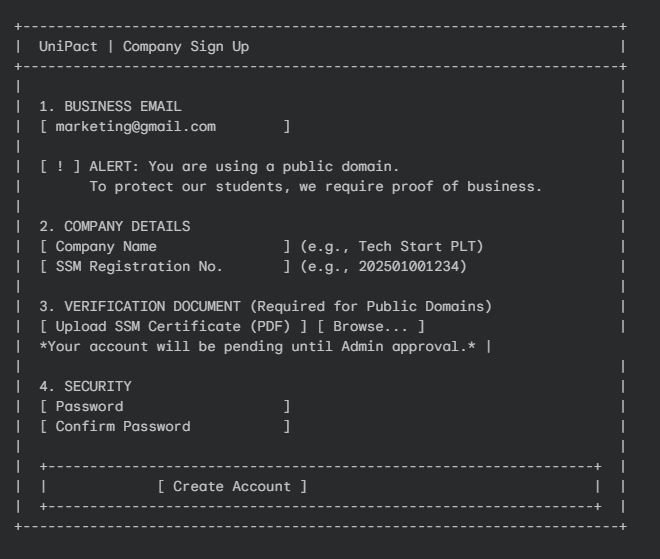 +-----------------------------------------------------------------------+
|  UniPact | Company Sign Up                                            |
+-----------------------------------------------------------------------+
|                                                                       |
|  1. BUSINESS EMAIL                                                    |
|  [ marketing@gmail.com        ]                                       |
|                                                                       |
|  [ ! ] ALERT: You are using a public domain.                          |
|        To protect our students, we require proof of business.         |
|                                                                       |
|  2. COMPANY DETAILS                                                   |
|  [ Company Name               ] (e.g., Tech Start PLT)                |
|  [ SSM Registration No.       ] (e.g., 202501001234)                  |
|                                                                       |
|  3. VERIFICATION DOCUMENT (Required for Public Domains)               |
|  [ Upload SSM Certificate (PDF) ] [ Browse... ]                       |
|  *Your account will be pending until Admin approval.* |
|                                                                       |
|  4. SECURITY                                                          |
|  [ Password                   ]                                       |
|  [ Confirm Password           ]                                       |
|                                                                       |
|  +-----------------------------------------------------------------+  |
|  |             [ Create Account ]                                  |  |
|  +-----------------------------------------------------------------+  |
+-----------------------------------------------------------------------+